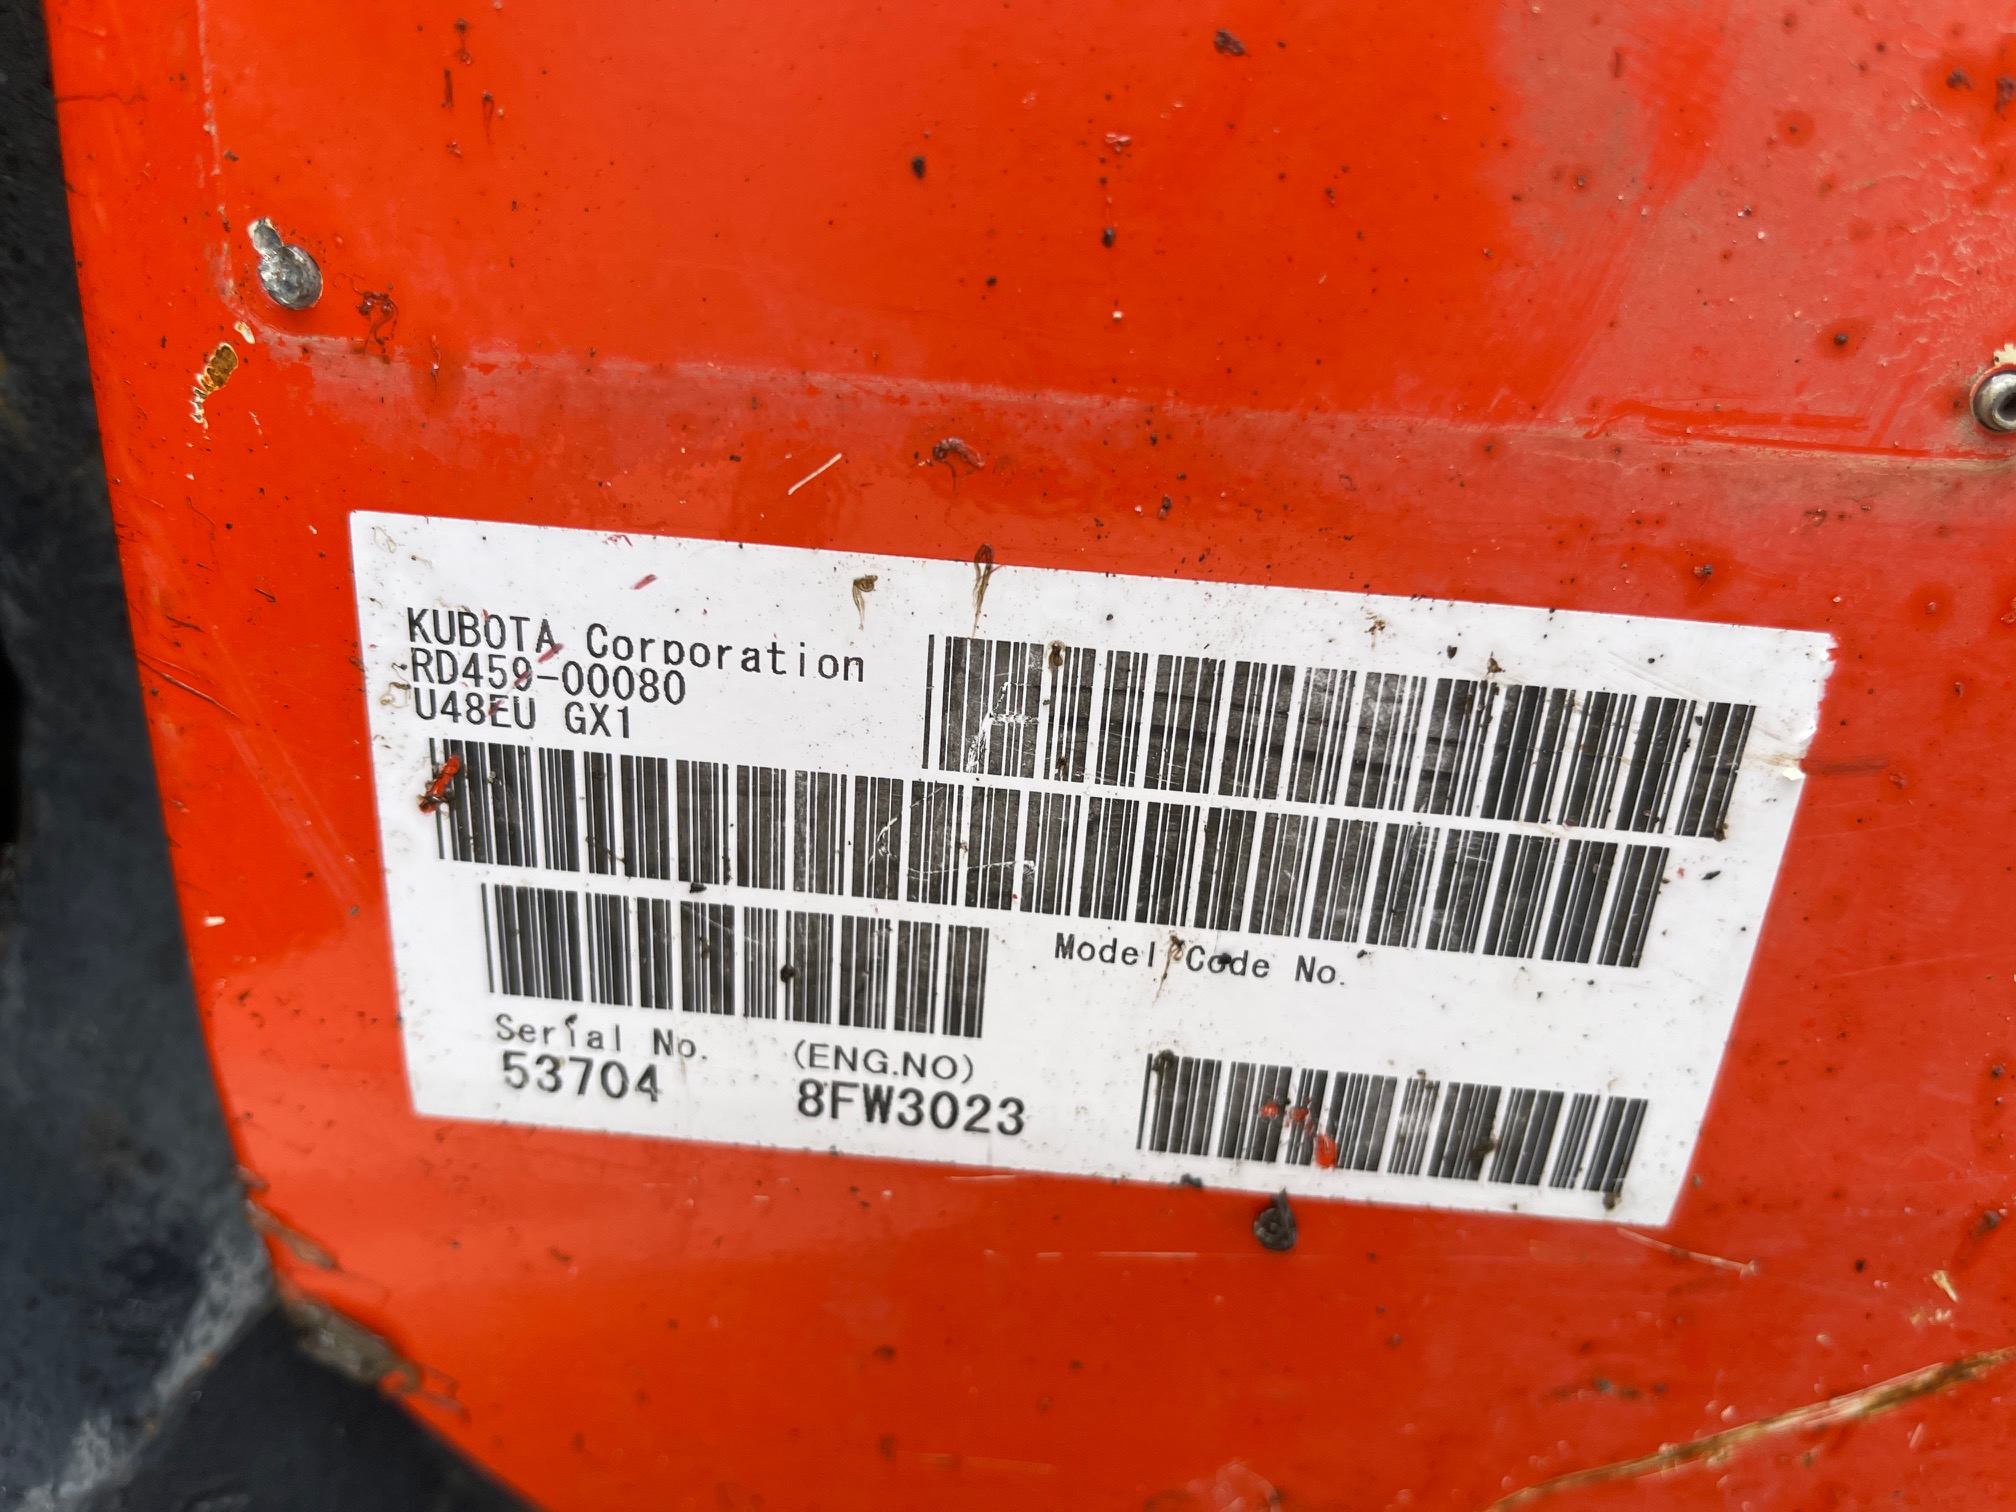 KUBOTA Corporation
RD459-00080
U48EU GX1
Model Code No.
Serial No.
53704
(ENG.NO)
8FW3023